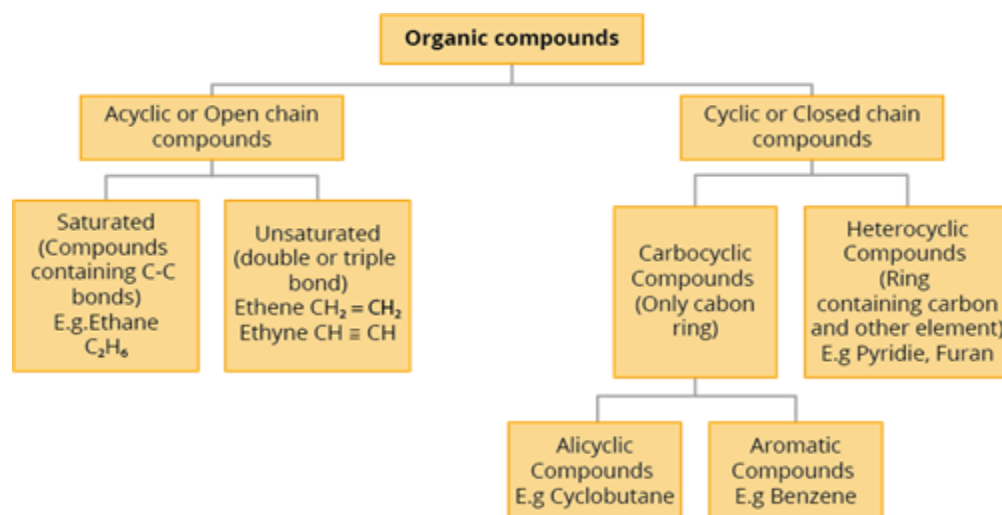 Organic compounds
Acyclic or Open chain
compounds
Cyclic or Closed chain
compounds
Saturated
(Compounds
containing C-C
bonds)
E.g.Ethane
C₂H₆
Unsaturated
(double or triple
bond)
Ethene CH₂ = CH₂
Ethyne CH ≡ CH
Carbocyclic
Compounds
(Only cabon
ring)
Heterocyclic
Compounds
(Ring
containing carbon
and other element)
E.g Pyridie, Furan
Alicyclic
Compounds
E.g Cyclobutane
Aromatic
Compounds
E.g Benzene